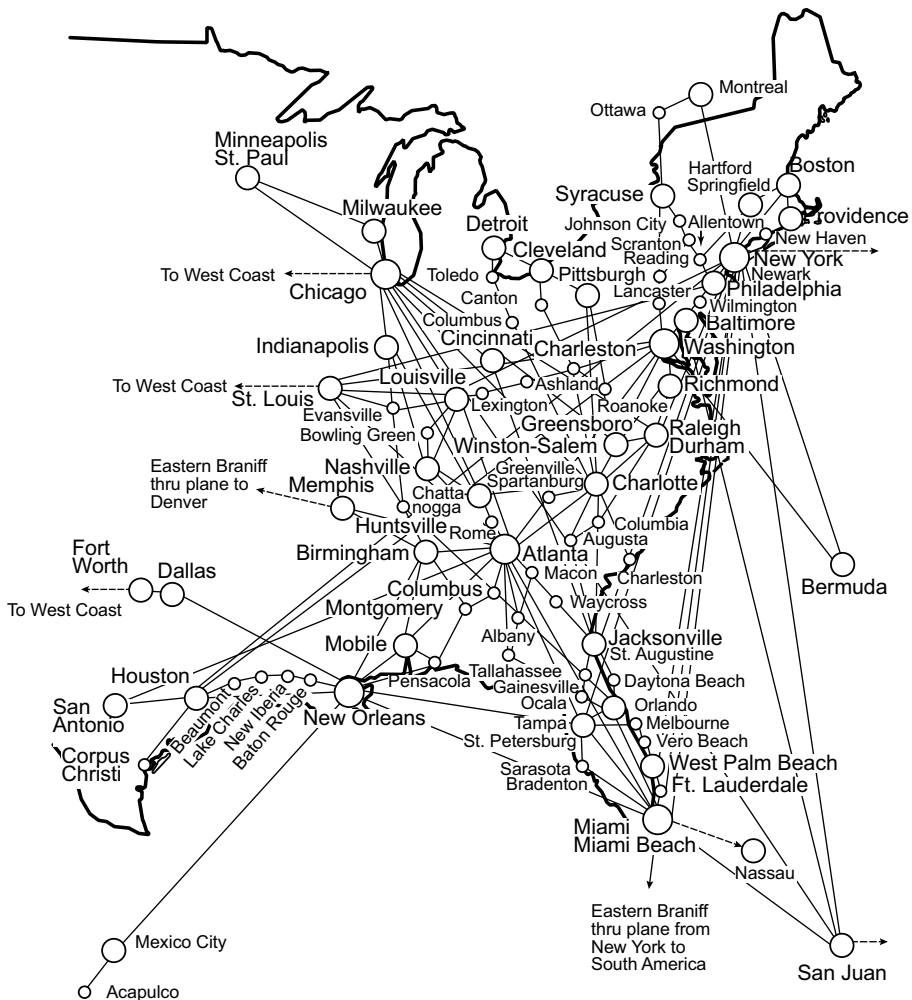 Montreal
Ottawa
Minneapolis
St. Paul
Hartford
Springfield
Boston
Syracuse
Milwaukee
Detroit
Johnson City
Allentown
Providence
Cleveland
Scranton
Reading
New Haven
To West Coast
Toledo
Pittsburgh
New York
Newark
Chicago
Canton
Lancaster
Philadelphia
Wilmington
Columbus
Baltimore
Indianapolis
Cincinnati
Charleston
Washington
To West Coast
Louisville
Ashland
Richmond
St. Louis
Evansville
Lexington
Roanoke
Bowling Green
Greensboro
Raleigh
Durham
Winston-Salem
Eastern Braniff
thru plane to
Denver
Nashville
Greenville
Spartanburg
Memphis
Chatta
nogga
Charlotte
Huntsville
Rome
Columbia
Augusta
Fort
Worth
Dallas
Birmingham
Atlanta
Macon
Charleston
Bermuda
To West Coast
Columbus
Montgomery
Waycross
Mobile
Albany
Jacksonville
St. Augustine
Houston
Pensacola
Tallahassee
Gainesville
Daytona Beach
San
Antonio
Beaumont
Lake Charles
New Iberia
Baton Rouge
New Orleans
Ocala
Orlando
Tampa
St. Petersburg
Melbourne
Vero Beach
Corpus
Christi
Sarasota
Bradenton
West Palm Beach
Ft. Lauderdale
Miami
Miami Beach
Nassau
Eastern Braniff
thru plane from
New York to
South America
Mexico City
San Juan
Acapulco